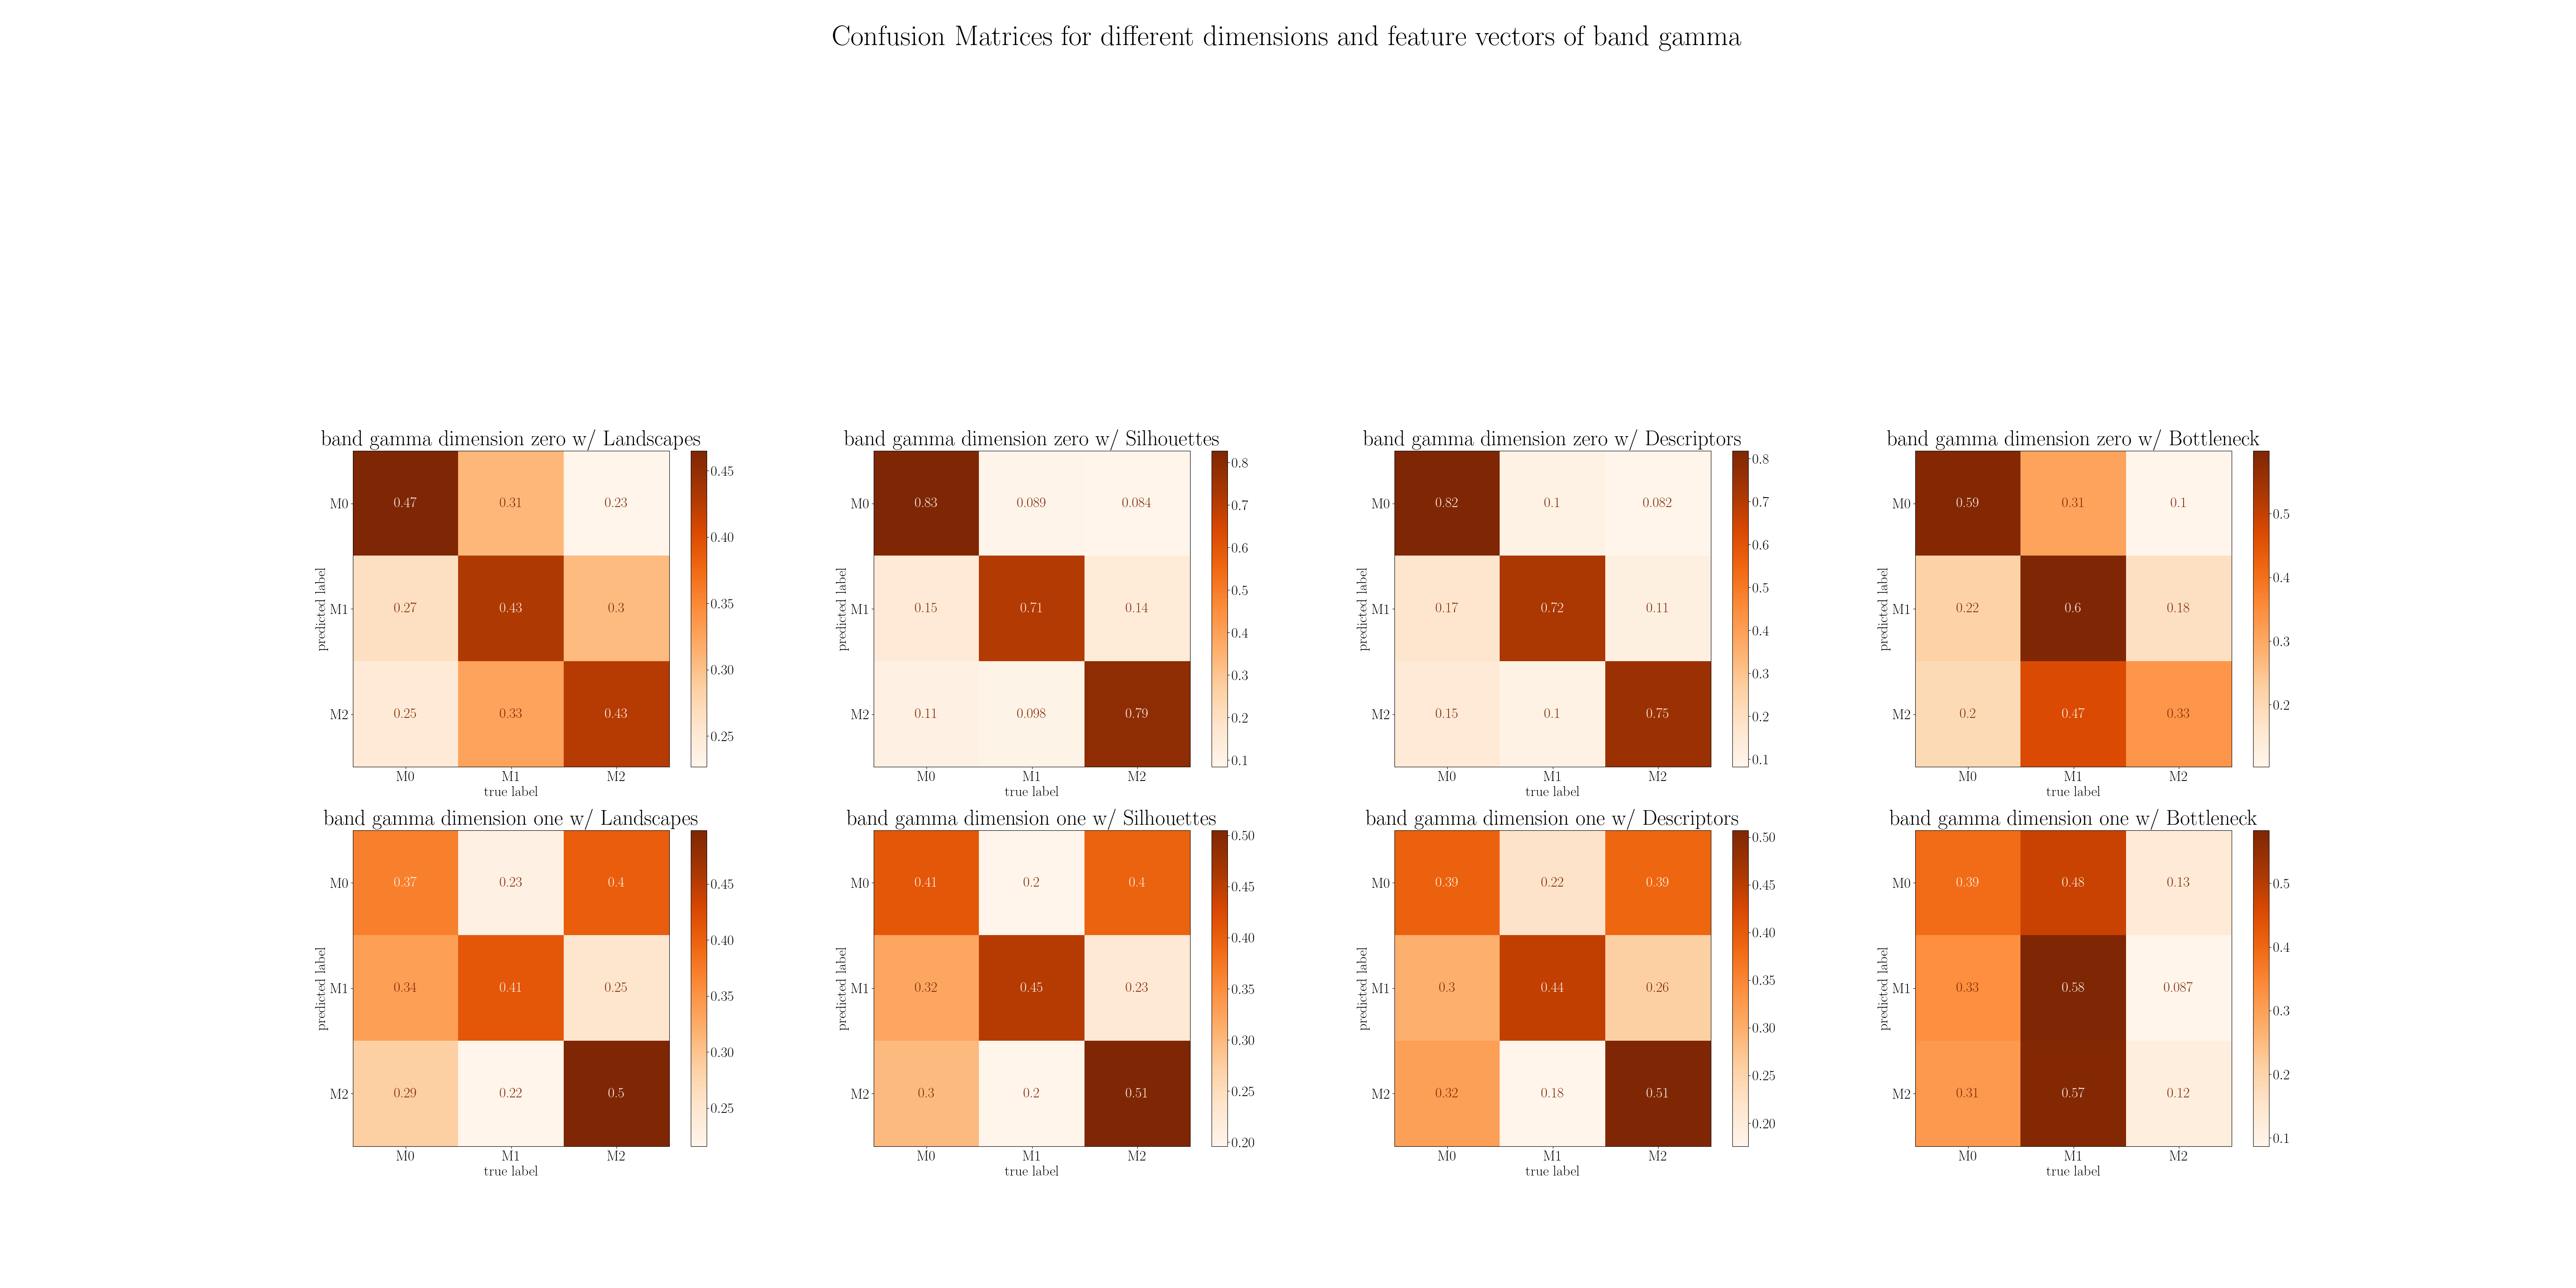 Confusion Matrices for different dimensions and feature vectors of band gamma
band gamma dimension zero w/ Landscapes
predicted label
M0 0.47 0.31 0.23
M1 0.27 0.43 0.3
M2 0.25 0.33 0.43
M0 M1 M2
true label
0.45
0.40
0.35
0.30
0.25
band gamma dimension zero w/ Silhouettes
predicted label
M0 0.83 0.089 0.084
M1 0.15 0.71 0.14
M2 0.11 0.098 0.79
M0 M1 M2
true label
0.8
0.7
0.6
0.5
0.4
0.3
0.2
0.1
band gamma dimension zero w/ Descriptors
predicted label
M0 0.82 0.1 0.082
M1 0.17 0.72 0.11
M2 0.15 0.1 0.75
M0 M1 M2
true label
0.8
0.7
0.6
0.5
0.4
0.3
0.2
0.1
band gamma dimension zero w/ Bottleneck
predicted label
M0 0.59 0.31 0.1
M1 0.22 0.6 0.18
M2 0.2 0.47 0.33
M0 M1 M2
true label
0.5
0.4
0.3
0.2
band gamma dimension one w/ Landscapes
predicted label
M0 0.37 0.23 0.4
M1 0.34 0.41 0.25
M2 0.29 0.22 0.5
M0 M1 M2
true label
0.45
0.40
0.35
0.30
0.25
band gamma dimension one w/ Silhouettes
predicted label
M0 0.41 0.2 0.4
M1 0.32 0.45 0.23
M2 0.3 0.2 0.51
M0 M1 M2
true label
0.50
0.45
0.40
0.35
0.30
0.25
0.20
band gamma dimension one w/ Descriptors
predicted label
M0 0.39 0.22 0.39
M1 0.3 0.44 0.26
M2 0.32 0.18 0.51
M0 M1 M2
true label
0.50
0.45
0.40
0.35
0.30
0.25
0.20
band gamma dimension one w/ Bottleneck
predicted label
M0 0.39 0.48 0.13
M1 0.33 0.58 0.087
M2 0.31 0.57 0.12
M0 M1 M2
true label
0.5
0.4
0.3
0.2
0.1